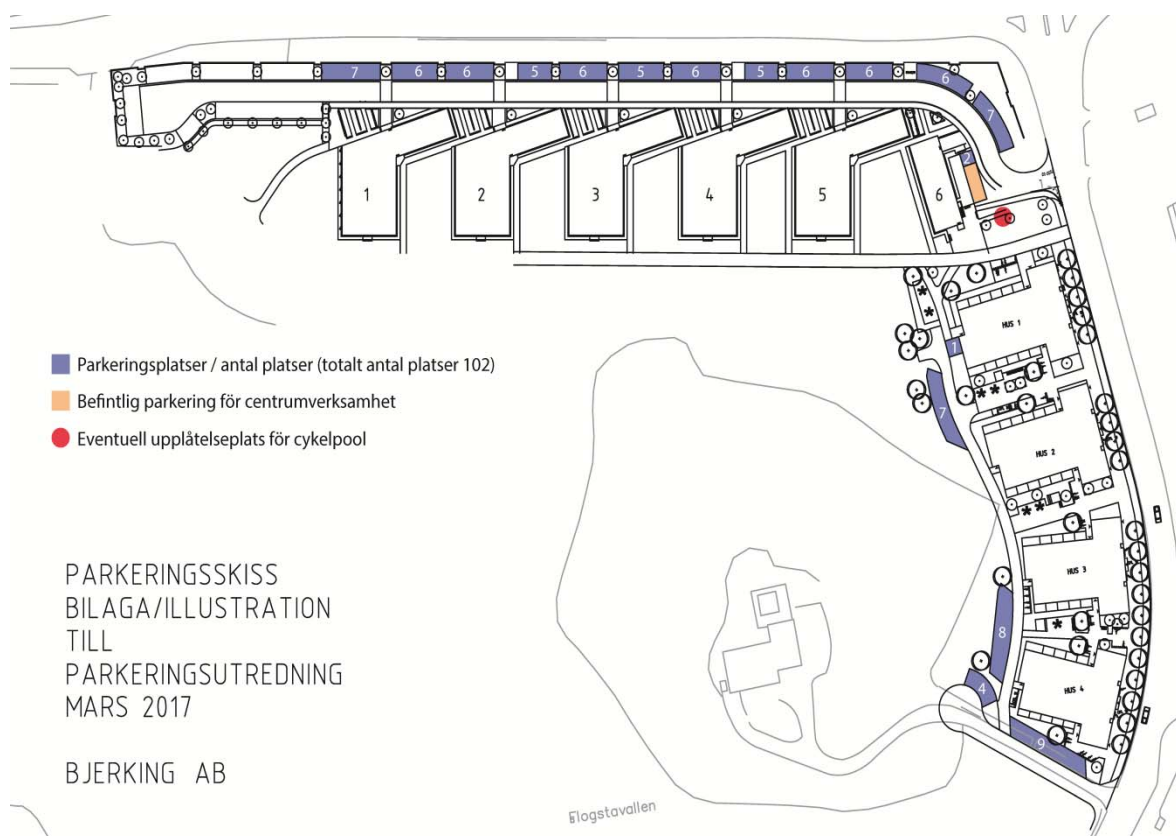 7 6 6 5 6 5 6 5 6 6 6
7
2
1 2 3 4 5 6
HUS 1
1
Parkeringsplatser / antal platser (totalt antal platser 102)
7
Befintlig parkering för centrumverksamhet
Eventuell upplåtelseplats för cykelpool
HUS 2
PARKERINGSSKISS
BILAGA/ILLUSTRATION
TILL
PARKERINGSUTREDNING
MARS 2017
BJERKING AB
HUS 3
8
4
HUS 4
9
Flogstavallen